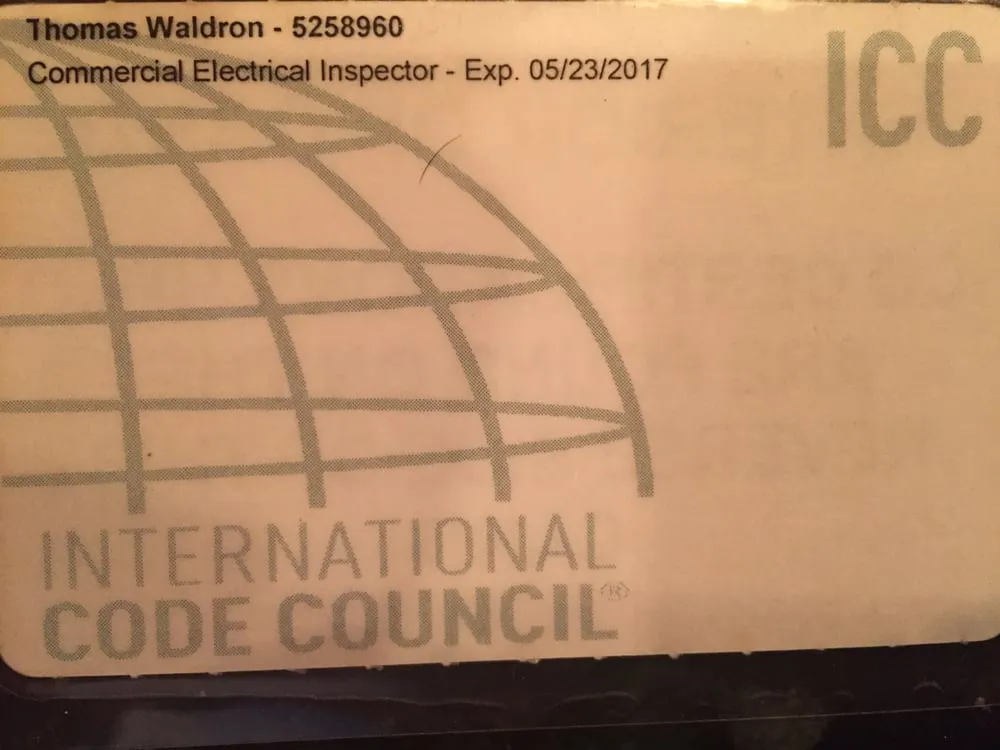 Thomas Waldron - 5258960
Commercial Electrical Inspector - Exp. 05/23/2017
ICC
INTERNATIONAL
CODE COUNCIL®